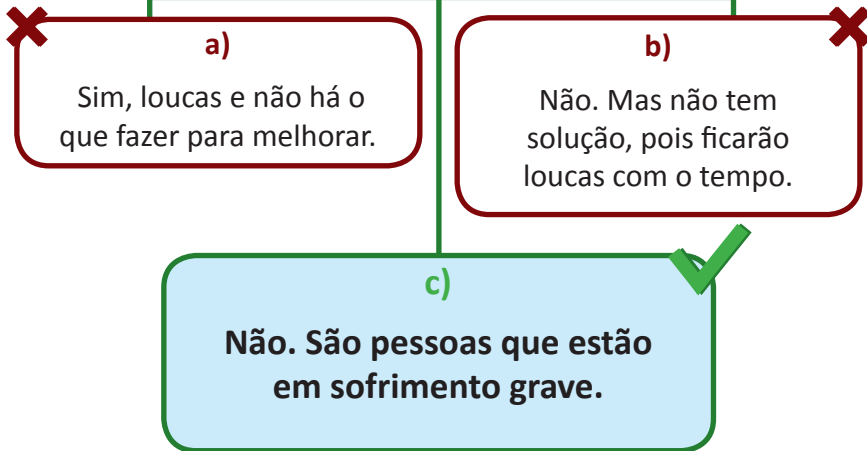 a)
Sim, loucas e não há o
que fazer para melhorar.
b)
Não. Mas não tem
solução, pois ficarão
loucas com o tempo.
c)
Não. São pessoas que estão
em sofrimento grave.